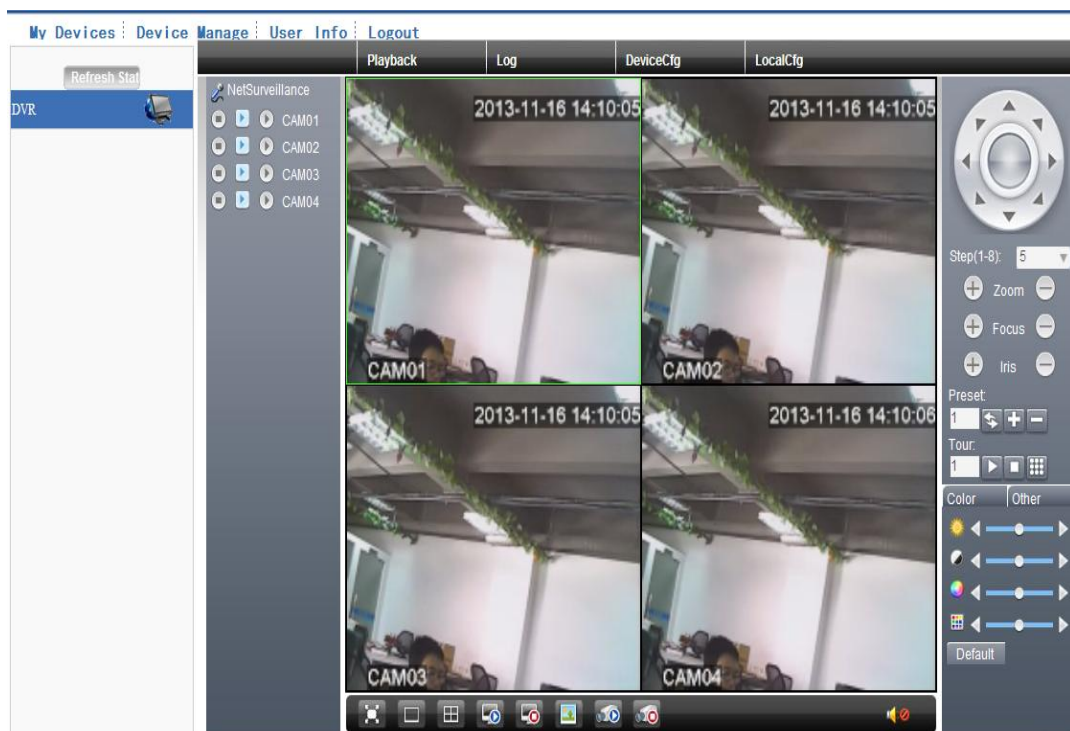 My Devices Device Manage User Info Logout
Playback Log DeviceCfg LocalCfg
Refresh Stat
DVR
NetSurveillance
CAM01
CAM02
CAM03
CAM04
2013-11-16 14:10:05
CAM01
2013-11-16 14:10:05
CAM02
2013-11-16 14:10:05
CAM03
2013-11-16 14:10:06
CAM04
Step(1-8): 5
Zoom
Focus
Iris
Preset:
1
Tour:
1
Color Other
Default